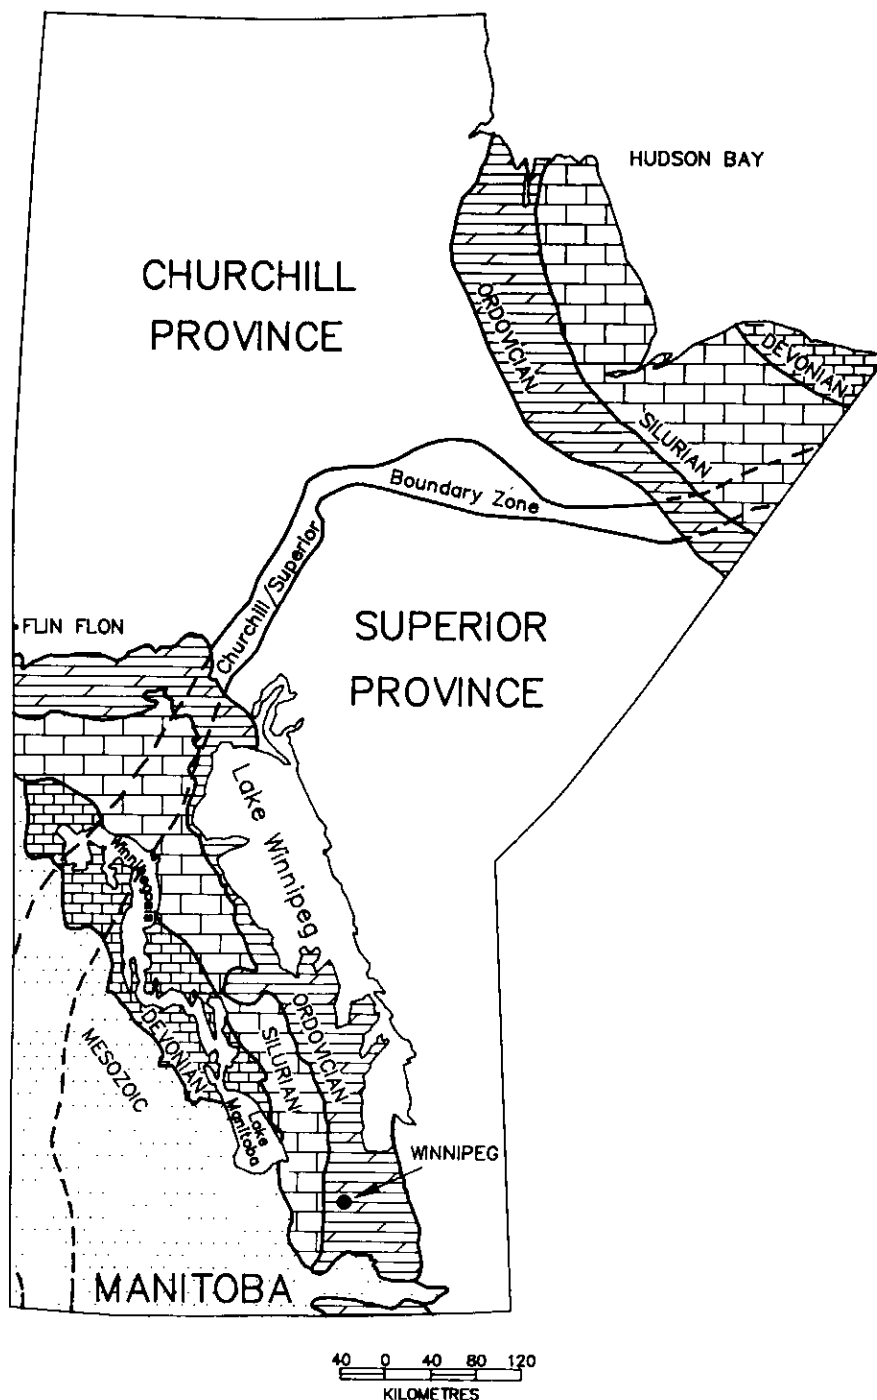 HUDSON BAY
CHURCHILL
PROVINCE
ORDOVICIAN
DEVONIAN
SILURIAN
Boundary Zone
Churchill/Superior
FLIN FLON
SUPERIOR
PROVINCE
Lake Winnipeg
Winnipegosis
ORDOVICIAN
SILURIAN
DEVONIAN
MESOZOIC
Lake
Manitoba
WINNIPEG
MANITOBA
40 0 40 80 120
KILOMETRES